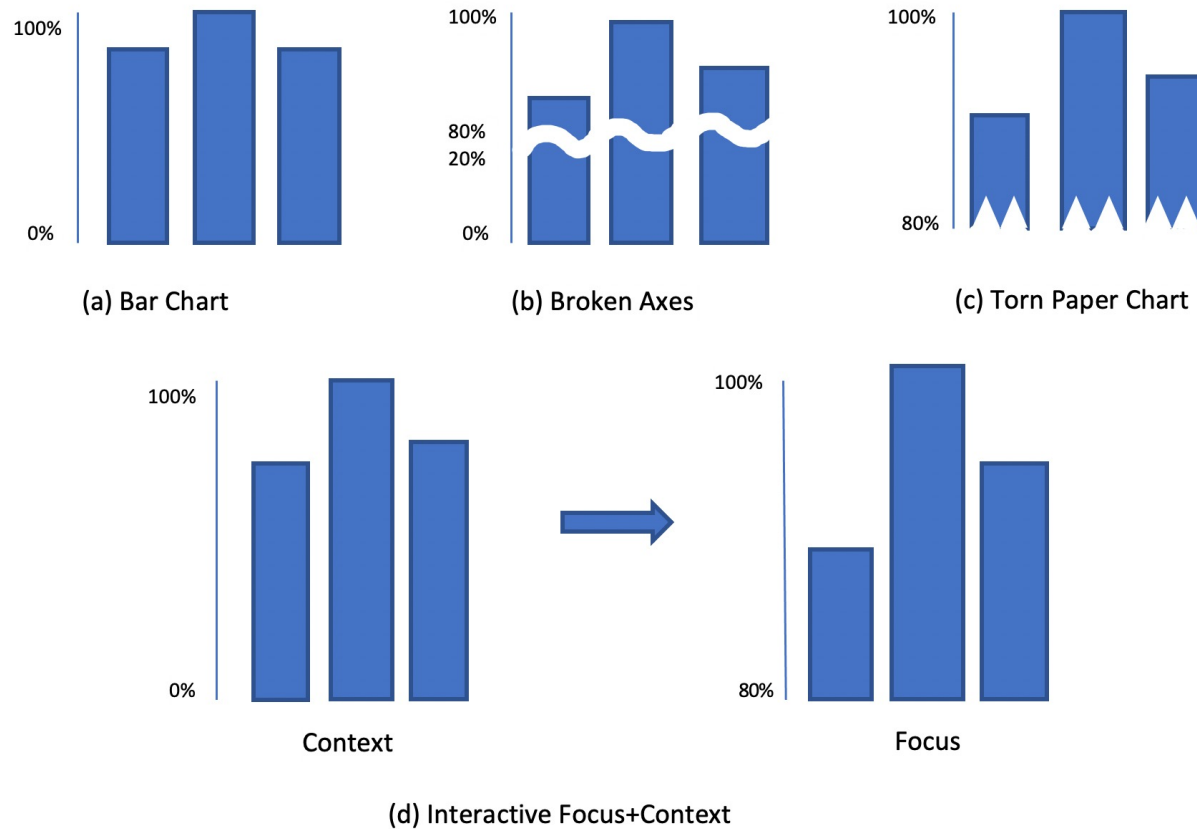 100%
0%
(a) Bar Chart
100%
80%
20%
0%
(b) Broken Axes
100%
80%
(c) Torn Paper Chart
100%
0%
Context
100%
80%
Focus
(d) Interactive Focus+Context